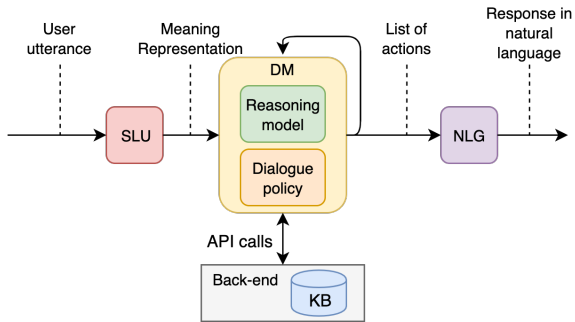 User
utterance
Meaning
Representation
List of
actions
Response in
natural
language
DM
Reasoning
model
SLU
NLG
Dialogue
policy
API calls
Back-end
KB